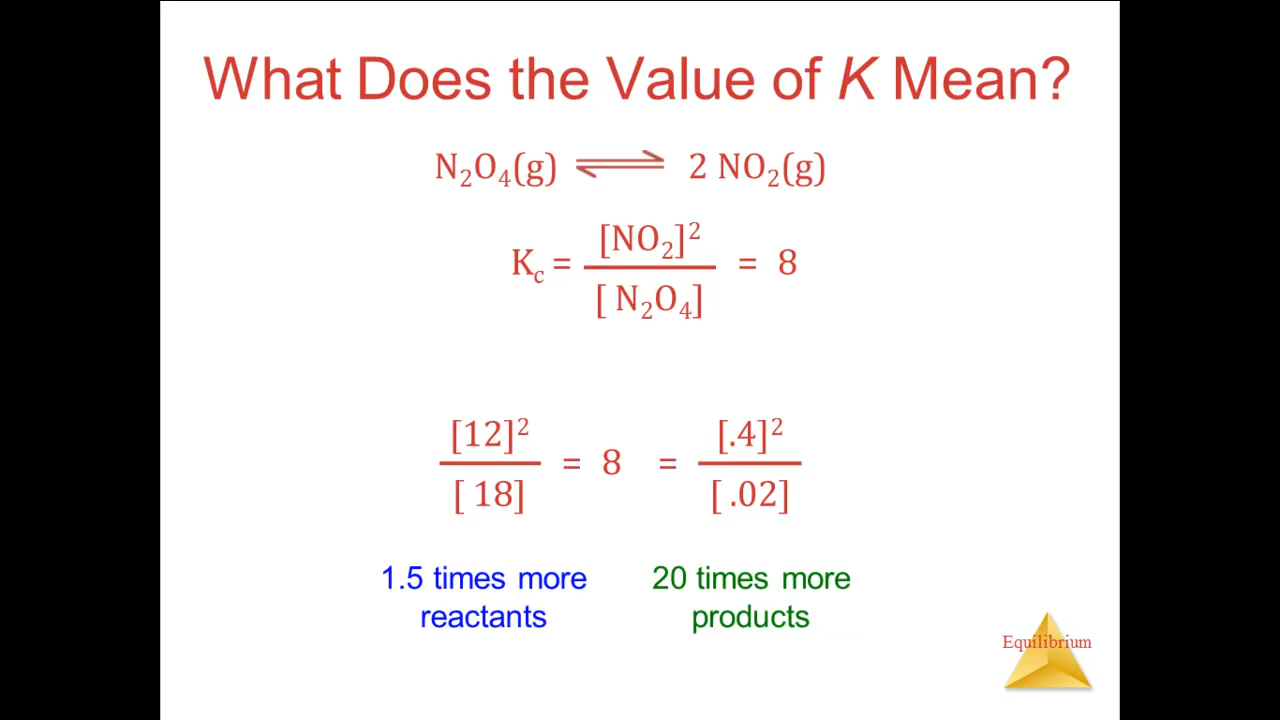 What Does the Value of K Mean?
N₂O₄(g) ⇌ 2 NO₂(g)
K_c = [NO₂]² / [ N₂O₄] = 8
[12]² / [ 18] = 8 = [.4]² / [ .02]
1.5 times more reactants
20 times more products
Equilibrium